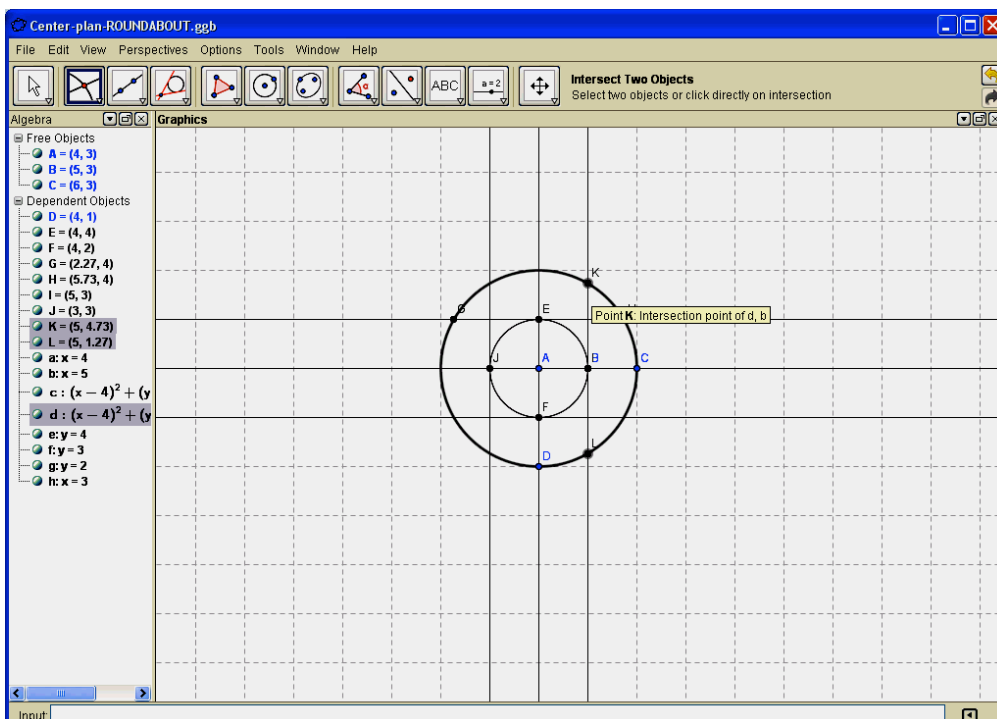 Center-plan-ROUNDABOUT.ggb
File Edit View Perspectives Options Tools Window Help
ABC
a=2
Intersect Two Objects
Select two objects or click directly on intersection
Algebra
Graphics
Free Objects
A = (4, 3)
B = (5, 3)
C = (6, 3)
Dependent Objects
D = (4, 1)
E = (4, 4)
F = (4, 2)
G = (2.27, 4)
H = (5.73, 4)
I = (5, 3)
J = (3, 3)
K = (5, 4.73)
L = (5, 1.27)
a: x = 4
b: x = 5
c : (x − 4)² + (y
d : (x − 4)² + (y
e: y = 4
f: y = 3
g: y = 2
h: x = 3
K
G
E
Point K: Intersection point of d, b
J
A
B
C
F
L
D
Input: